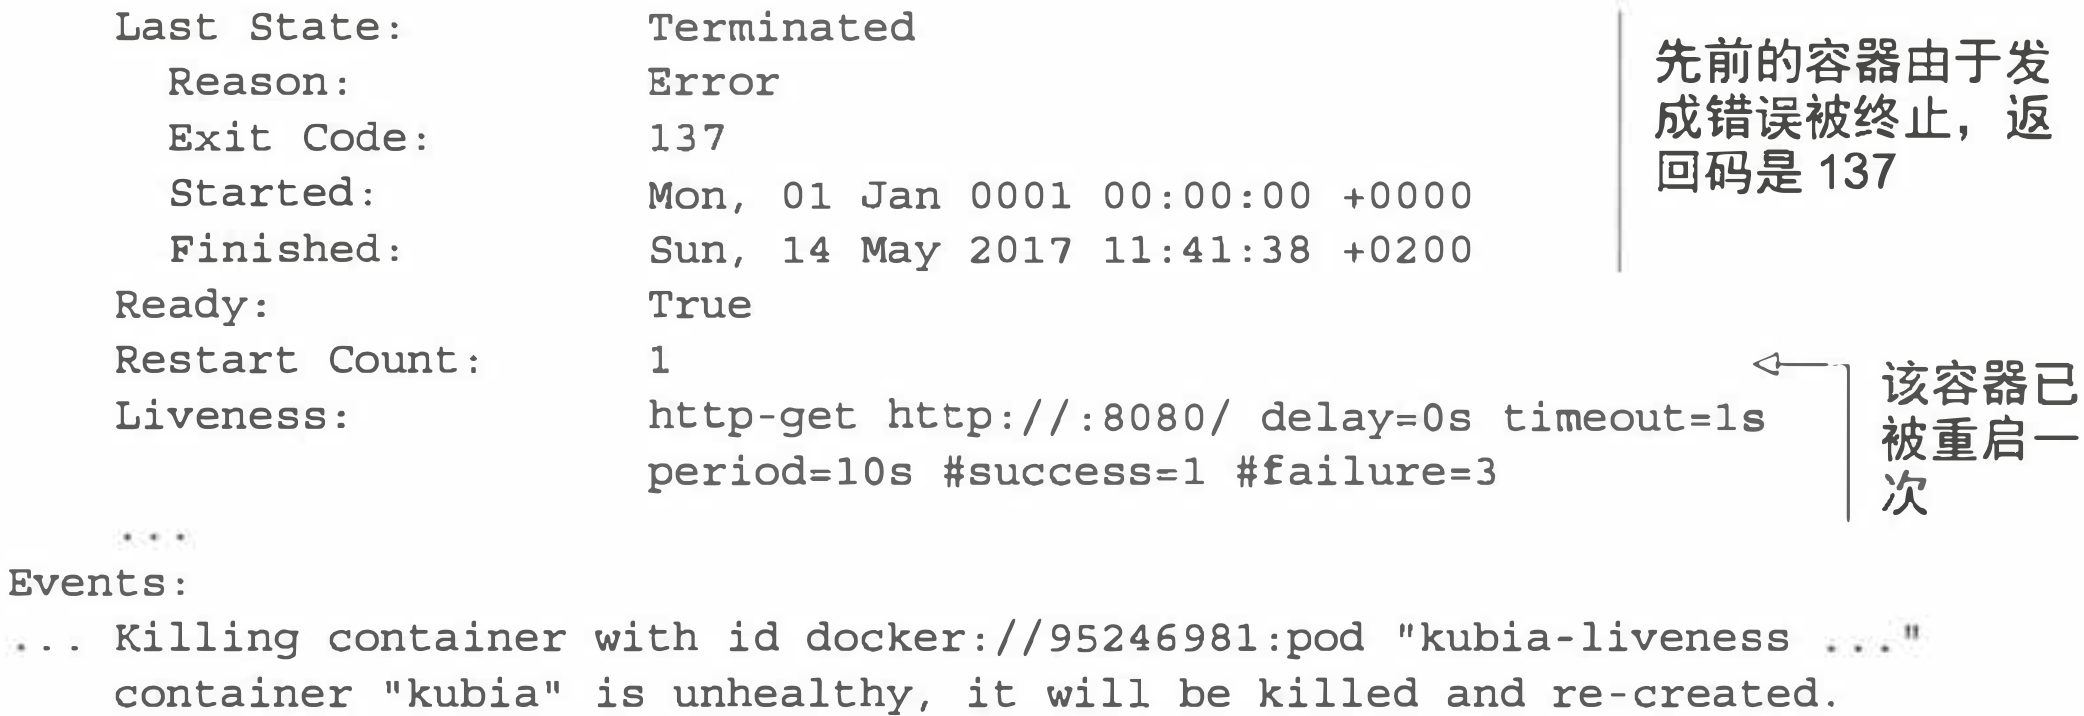 Last State: Terminated
Reason: Error
Exit Code: 137
Started: Mon, 01 Jan 0001 00:00:00 +0000
Finished: Sun, 14 May 2017 11:41:38 +0200
先前的容器由于发
成错误被终止，返
回码是 137
Ready: True
Restart Count: 1
Liveness: http-get http://:8080/ delay=0s timeout=1s
period=10s #success=1 #failure=3
该容器已
被重启一
次
...
Events:
... Killing container with id docker://95246981:pod "kubia-liveness ..."
container "kubia" is unhealthy, it will be killed and re-created.